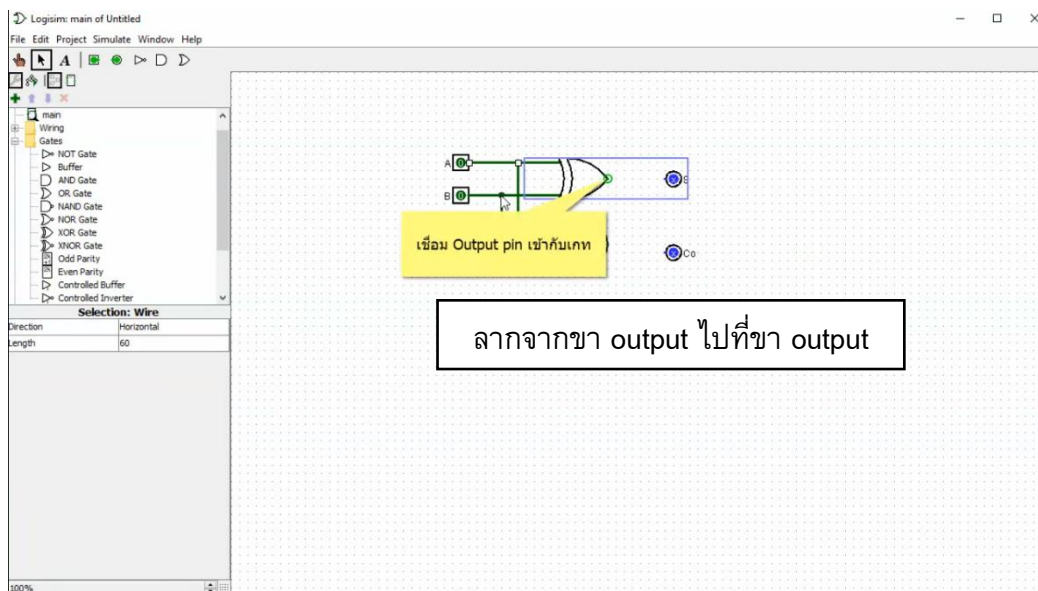 Logisim: main of Untitled
File Edit Project Simulate Window Help
A
main
Wiring
Gates
NOT Gate
Buffer
AND Gate
OR Gate
NAND Gate
NOR Gate
XOR Gate
XNOR Gate
Odd Parity
Even Parity
Controlled Buffer
Controlled Inverter
Selection: Wire
Direction Horizontal
Length 60
100%
A 0
B 0
S
Co
เชื่อม Output pin เข้ากับเกท
ลากจากขา output ไปที่ขา output